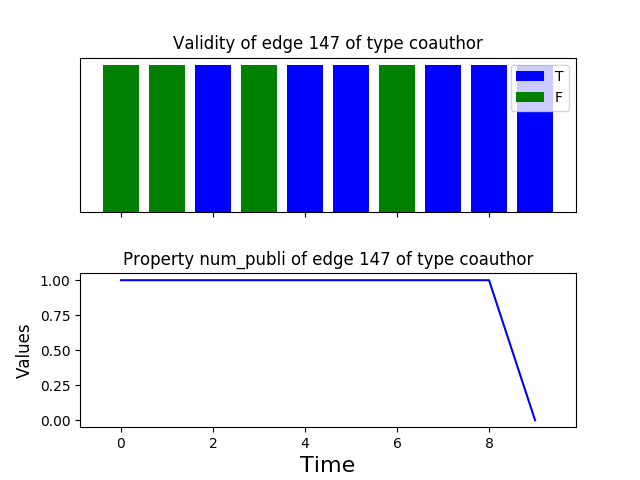 Validity of edge 147 of type coauthor
T
F
Property num_publi of edge 147 of type coauthor
1.00
0.75
0.50
0.25
0.00
Values
0 2 4 6 8
Time